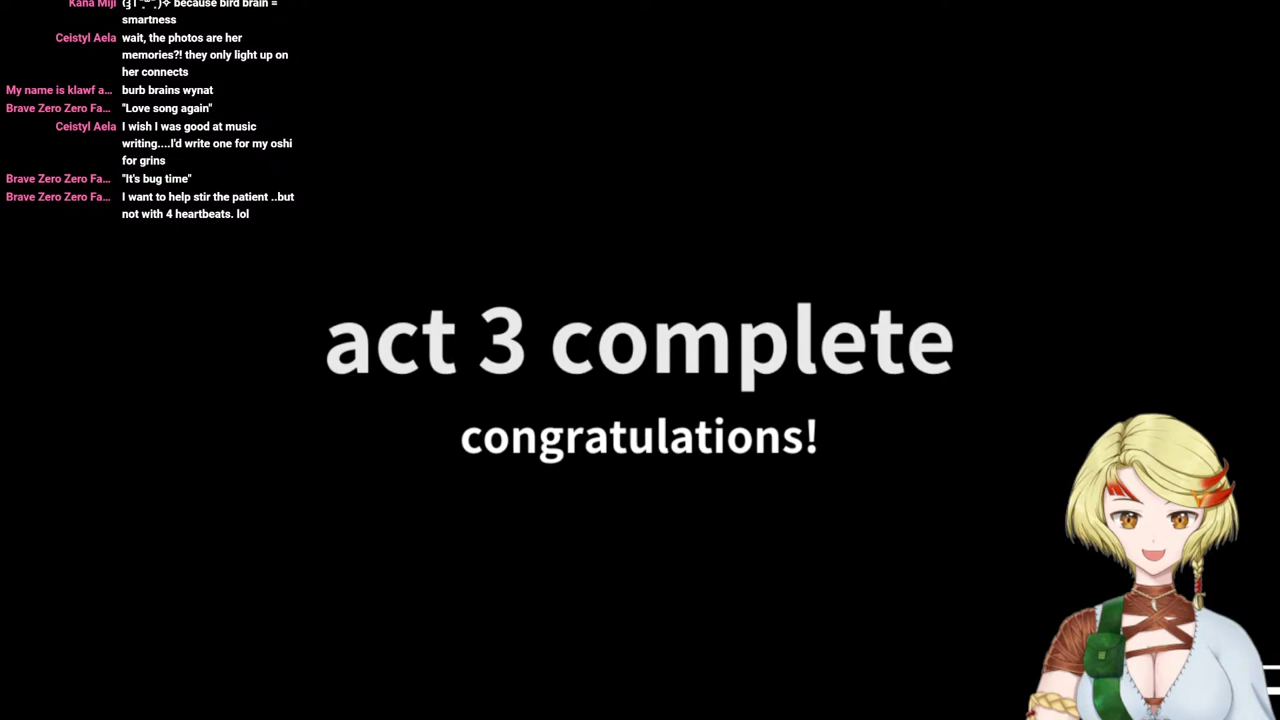 Kana Miji because bird brain =
smartness
Ceistyl Aela wait, the photos are her
memories?! they only light up on
her connects
My name is klawf a... burb brains wynat
Brave Zero Zero Fa... "Love song again"
Ceistyl Aela I wish I was good at music
writing....I'd write one for my oshi
for grins
Brave Zero Zero Fa... "It's bug time"
Brave Zero Zero Fa... I want to help stir the patient ..but
not with 4 heartbeats. lol
act 3 complete
congratulations!